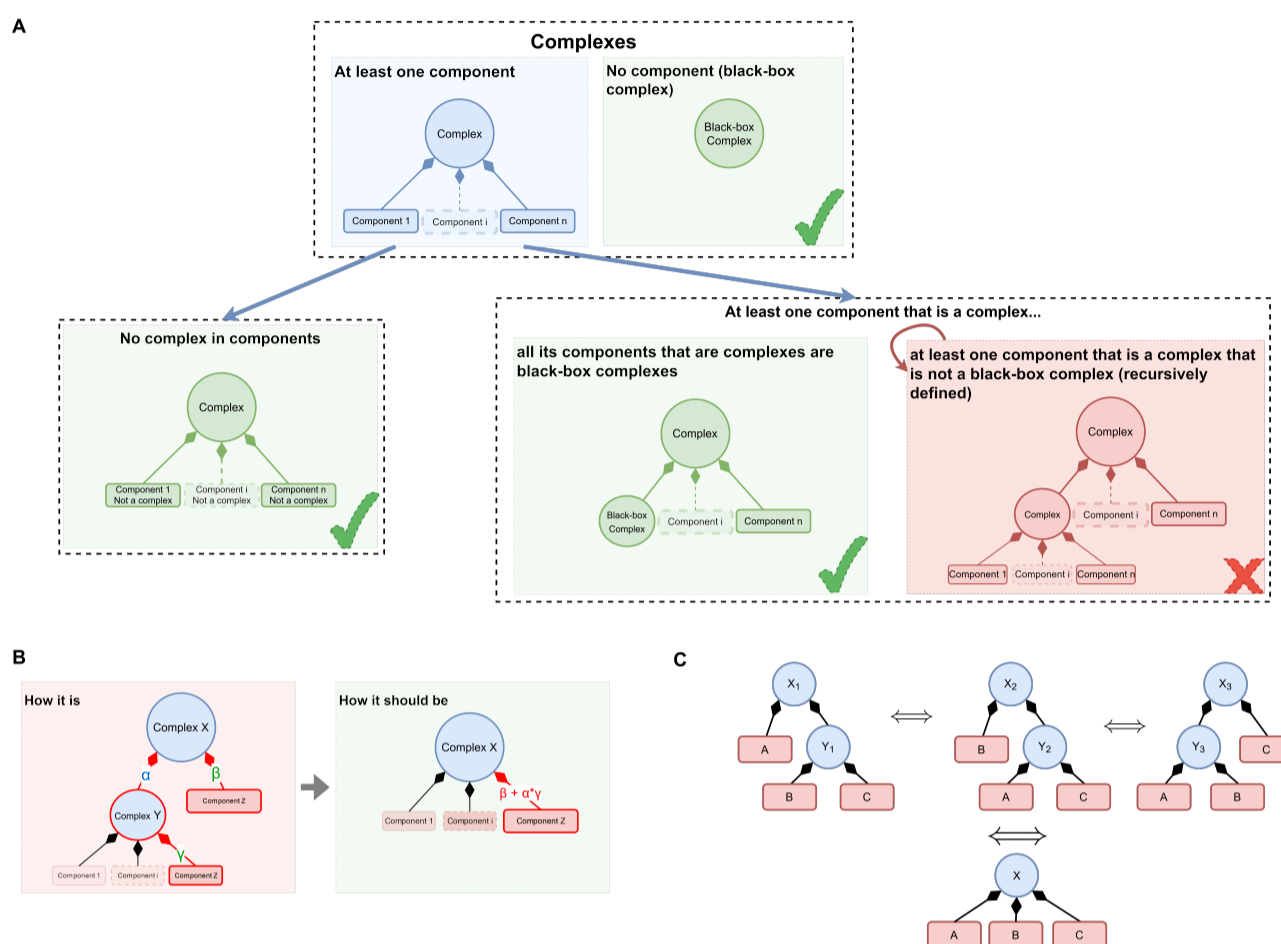 A
Complexes
At least one component
No component (black-box
complex)
Complex
Black-box
Complex
Component 1
Component i
Component n
At least one component that is a complex...
No complex in components
Complex
Component 1
Not a complex
Component i
Not a complex
Component n
Not a complex
all its components that are complexes are
black-box complexes
Complex
Black-box
Complex
Component i
Component n
at least one component that is a complex that
is not a black-box complex (recursively
defined)
Complex
Complex
Component i
Component n
Component 1
Component i
Component n
B
How it is
Complex X
α
β
Component Z
Complex Y
γ
Component 1
Component i
Component Z
How it should be
Complex X
β + α*γ
Component 1
Component i
Component Z
C
X1
A
Y1
B
C
⇔
X2
B
Y2
A
C
⇔
X3
Y3
C
A
B
⇔
X
A
B
C